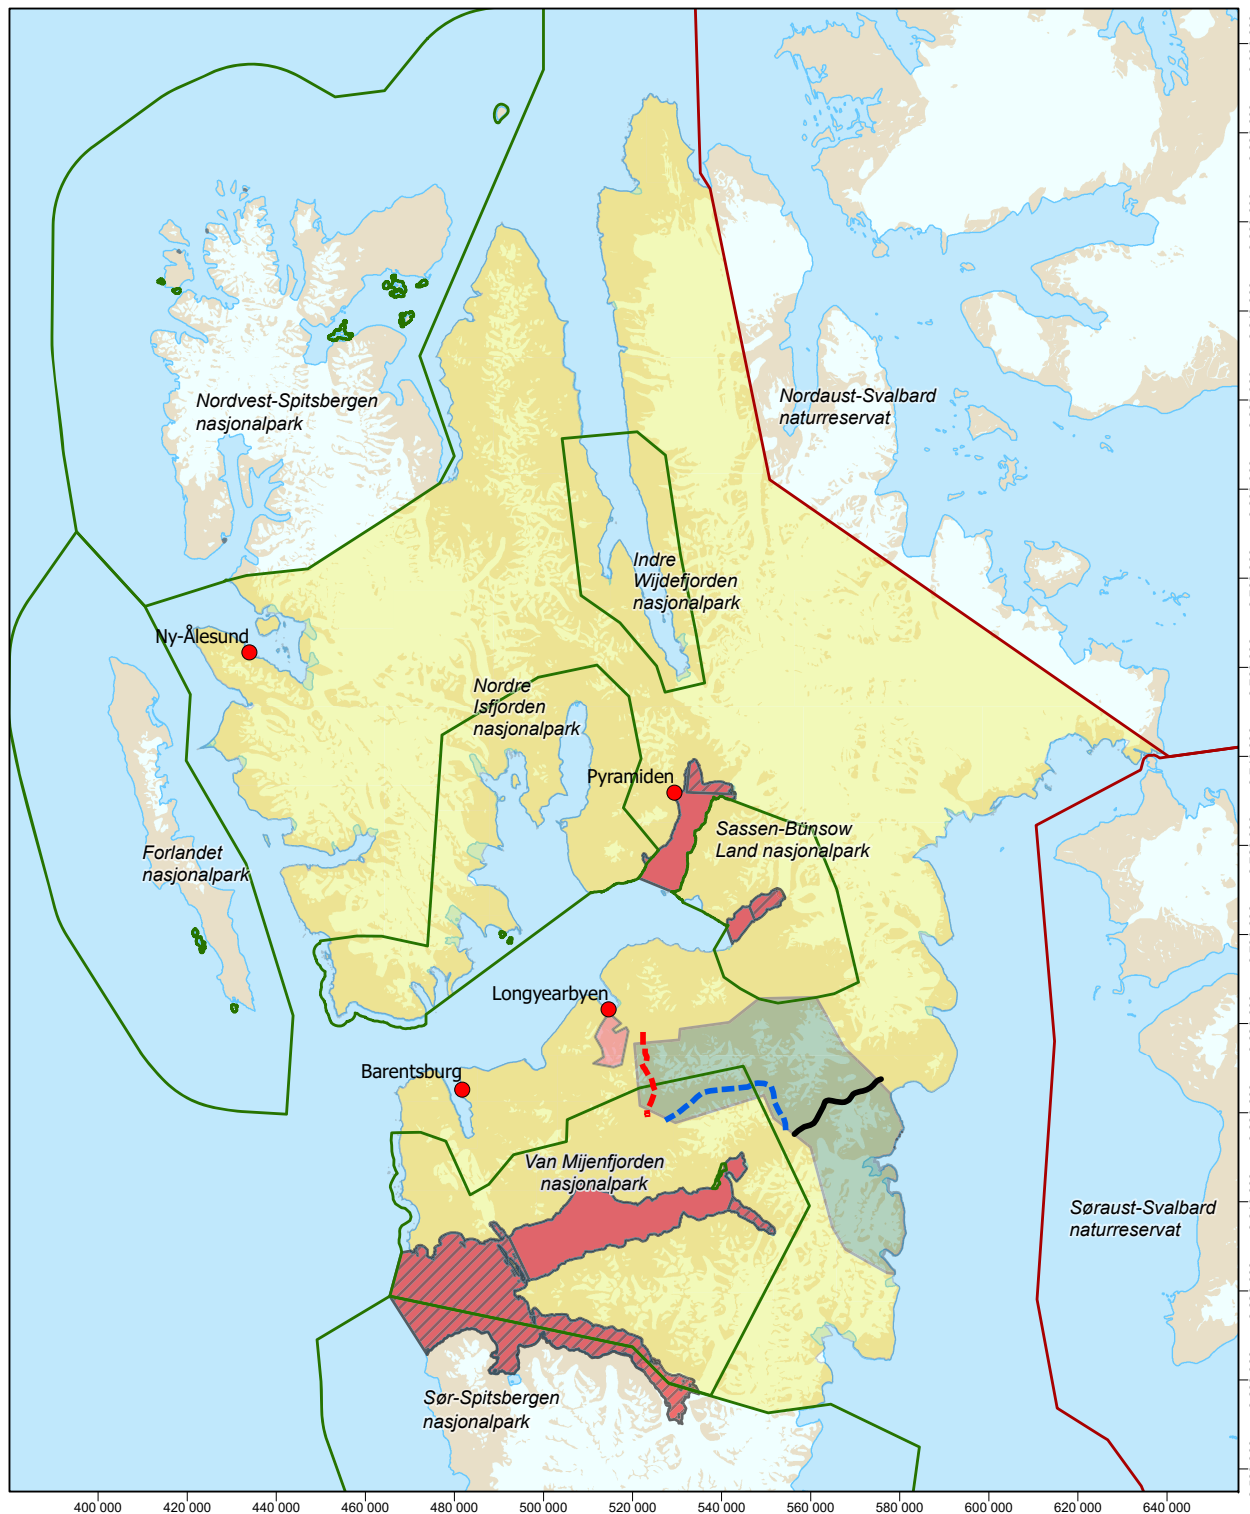 Nordvest-Spitsbergen
nasjonalpark
Nordaust-Svalbard
naturreservat
Indre
Wijdefjorden
nasjonalpark
Ny-Ålesund
Nordre
Isfjorden
nasjonalpark
Pyramiden
Sassen-Bünsow
Land nasjonalpark
Forlandet
nasjonalpark
Longyearbyen
Barentsburg
Van Mijenfjorden
nasjonalpark
Søraust-Svalbard
naturreservat
Sør-Spitsbergen
nasjonalpark
400 000 420 000 440 000 460 000 480 000 500 000 520 000 540 000 560 000 580 000 600 000 620 000 640 000